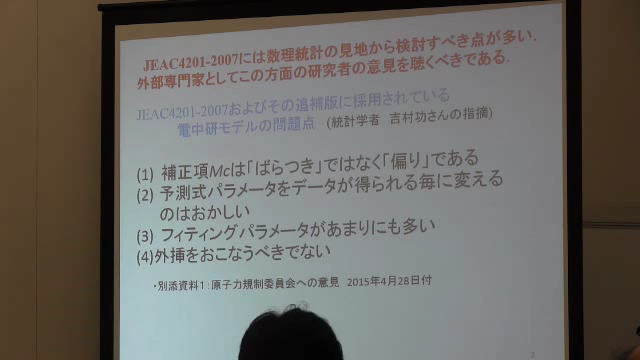 JEAC4201-2007には数理統計の見地から検討すべき点が多い.
外部専門家としてこの方面の研究者の意見を聴くべきである.
JEAC4201-2007およびその追補版に採用されている
電中研モデルの問題点 (統計学者 吉村功さんの指摘)
(1) 補正項Mcは「ばらつき」ではなく「偏り」である
(2) 予測式パラメータをデータが得られる毎に変える
のはおかしい
(3) フィティングパラメータがあまりにも多い
(4)外挿をおこなうべきでない
・別添資料1:原子力規制委員会への意見 2015年4月28日付